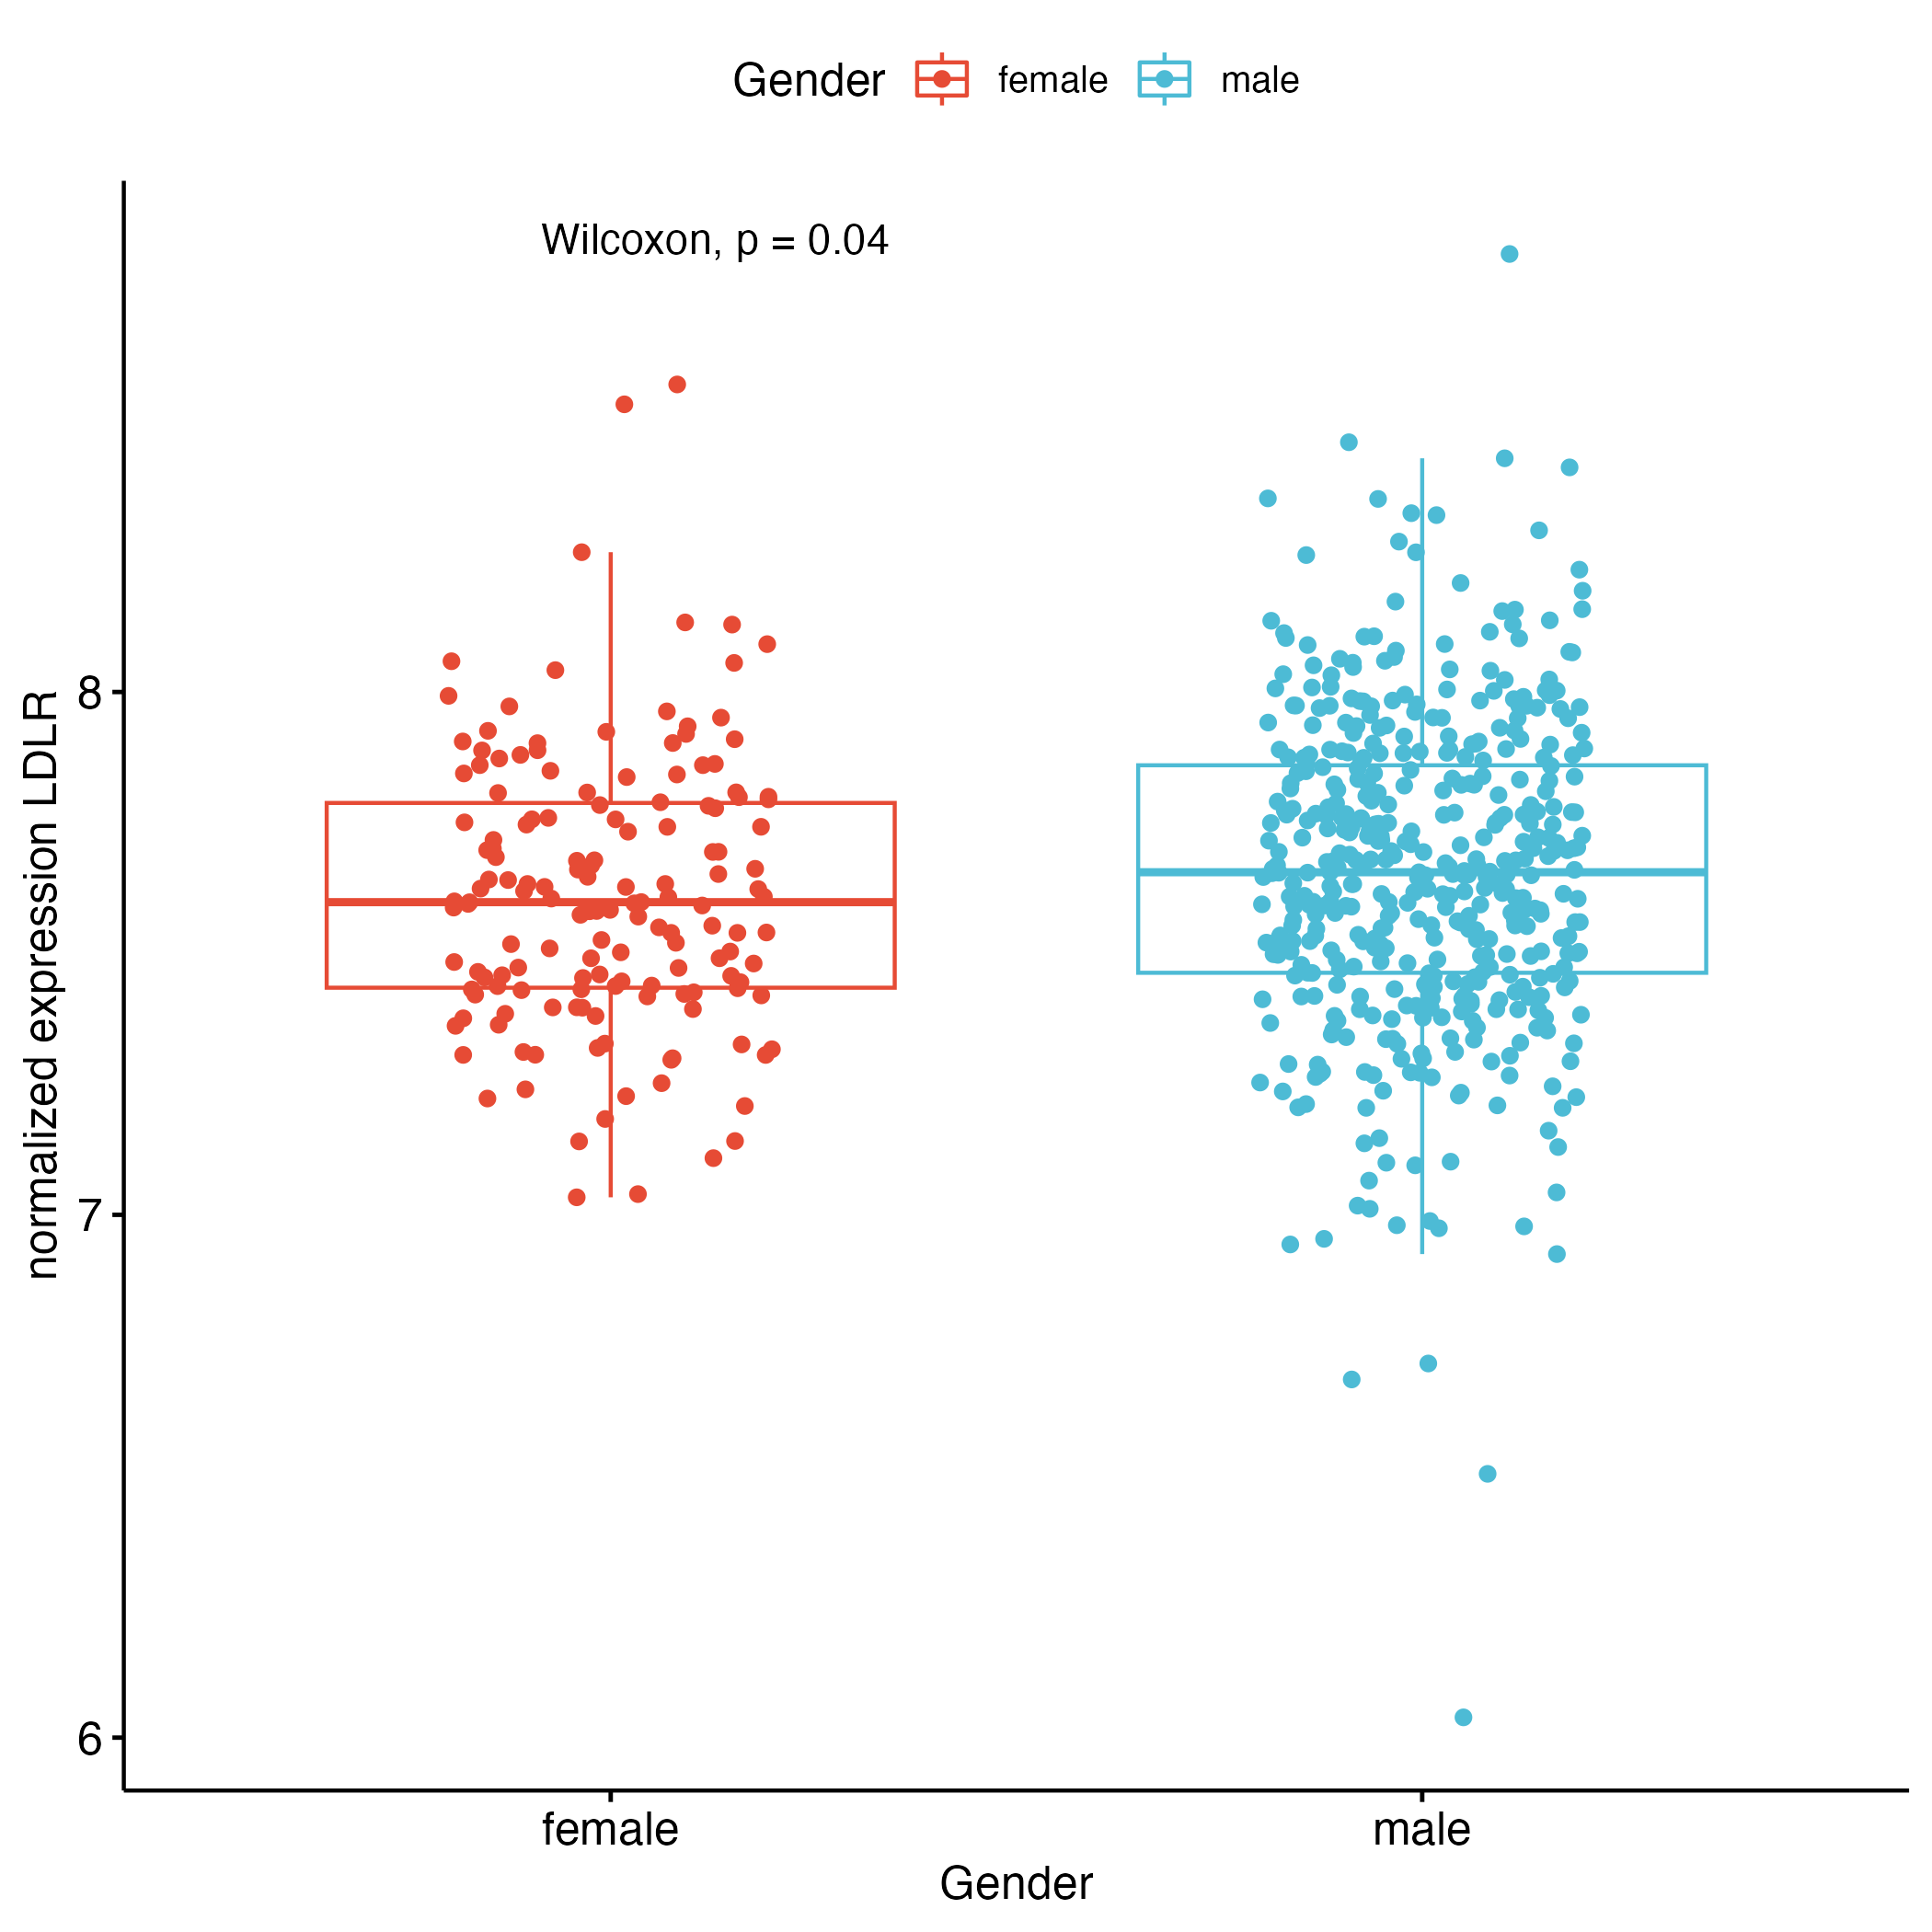 Gender female male
Wilcoxon, p = 0.04
normalized expression LDLR
8
7
6
female male
Gender